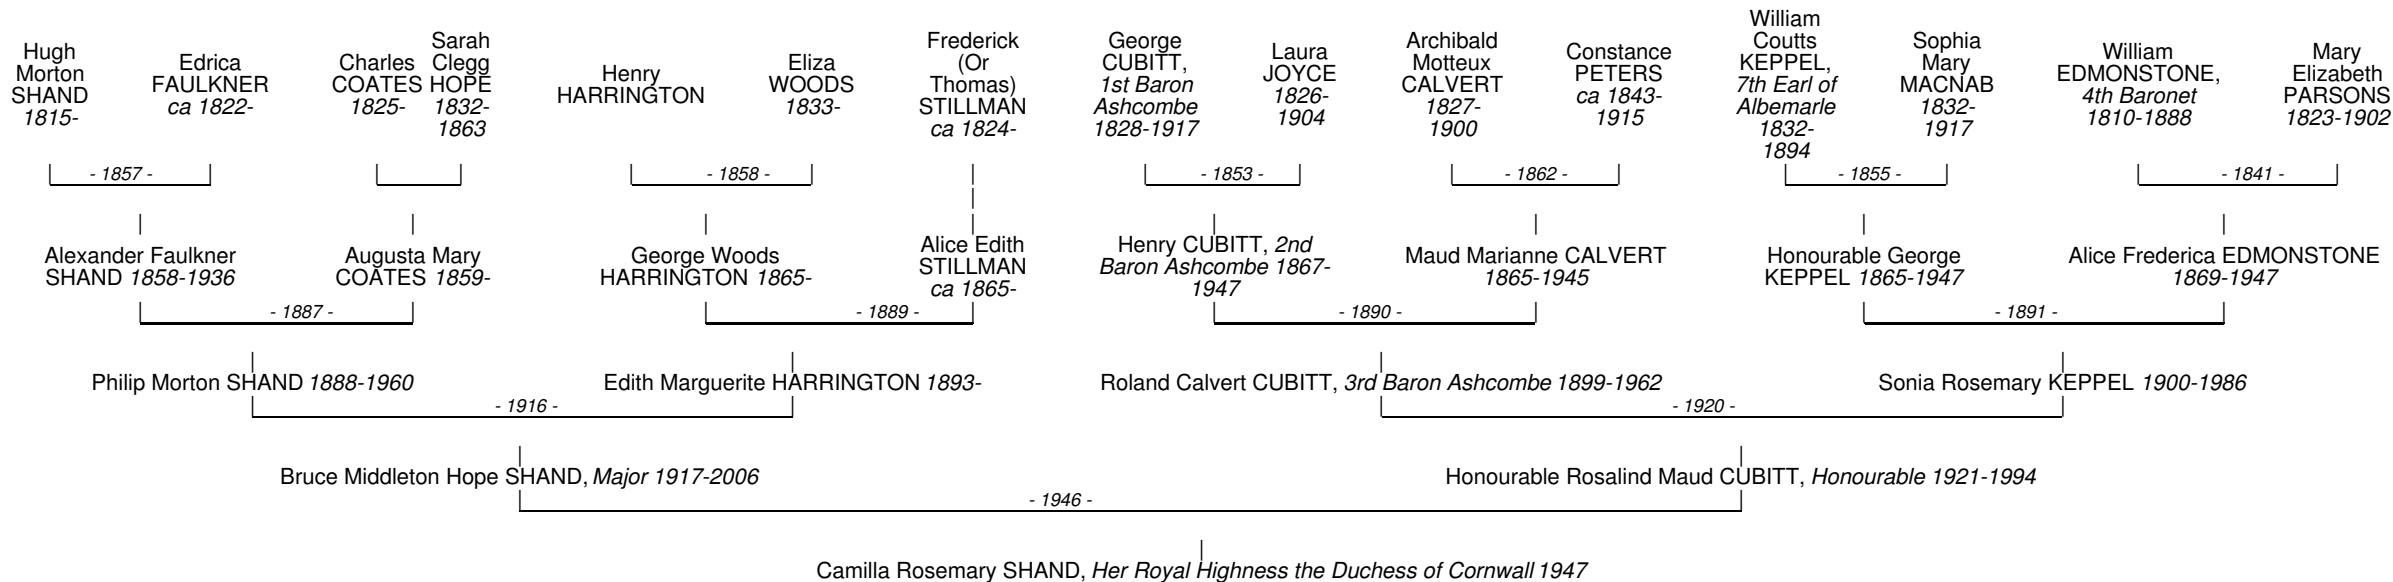 Hugh
Morton
SHAND
1815-
Edrica
FAULKNER
ca 1822-
Charles
COATES
1825-
Sarah
Clegg
HOPE
1832-
1863
Henry
HARRINGTON
Eliza
WOODS
1833-
Frederick
(Or
Thomas)
STILLMAN
ca 1824-
George
CUBITT,
1st Baron
Ashcombe
1828-1917
Laura
JOYCE
1826-
1904
Archibald
Motteux
CALVERT
1827-
1900
Constance
PETERS
ca 1843-
1915
William
Coutts
KEPPEL,
7th Earl of
Albemarle
1832-
1894
Sophia
Mary
MACNAB
1832-
1917
William
EDMONSTONE,
4th Baronet
1810-1888
Mary
Elizabeth
PARSONS
1823-1902
- 1857 -
- 1858 -
- 1853 -
- 1862 -
- 1855 -
- 1841 -
Alexander Faulkner
SHAND 1858-1936
Augusta Mary
COATES 1859-
George Woods
HARRINGTON 1865-
Alice Edith
STILLMAN
ca 1865-
Henry CUBITT, 2nd
Baron Ashcombe 1867-
1947
Maud Marianne CALVERT
1865-1945
Honourable George
KEPPEL 1865-1947
Alice Frederica EDMONSTONE
1869-1947
- 1887 -
- 1889 -
- 1890 -
- 1891 -
Philip Morton SHAND 1888-1960
Edith Marguerite HARRINGTON 1893-
Roland Calvert CUBITT, 3rd Baron Ashcombe 1899-1962
Sonia Rosemary KEPPEL 1900-1986
- 1916 -
- 1920 -
Bruce Middleton Hope SHAND, Major 1917-2006
Honourable Rosalind Maud CUBITT, Honourable 1921-1994
- 1946 -
Camilla Rosemary SHAND, Her Royal Highness the Duchess of Cornwall 1947